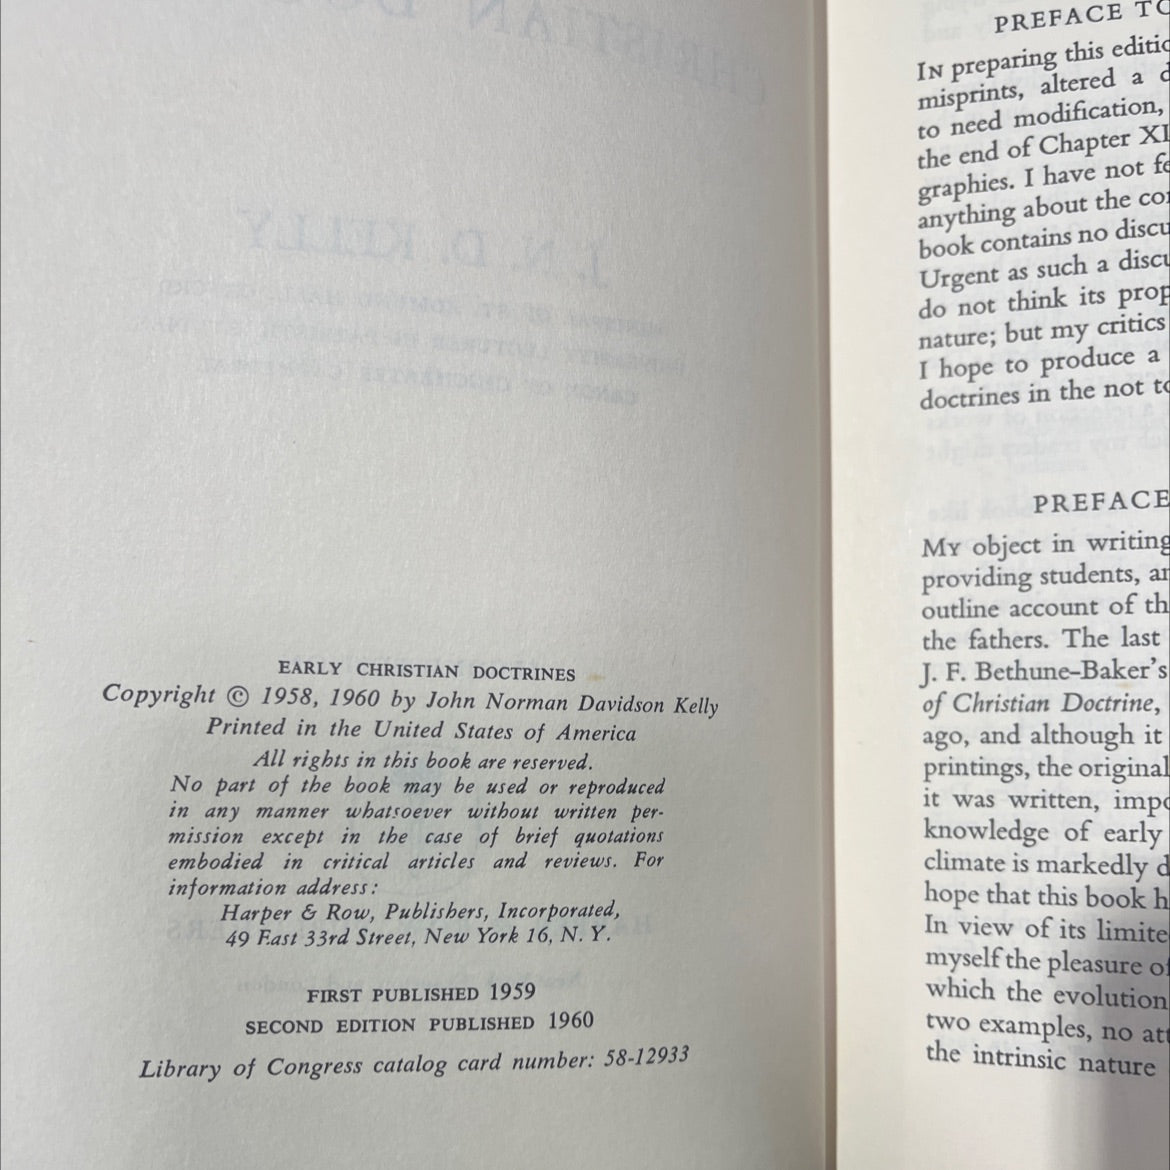 EARLY CHRISTIAN DOCTRINES
Copyright © 1958, 1960 by John Norman Davidson Kelly
Printed in the United States of America
All rights in this book are reserved.
No part of the book may be used or reproduced
in any manner whatsoever without written per-
mission except in the case of brief quotations
embodied in critical articles and reviews. For
information address:
Harper & Row, Publishers, Incorporated,
49 East 33rd Street, New York 16, N. Y.
FIRST PUBLISHED 1959
SECOND EDITION PUBLISHED 1960
Library of Congress catalog card number: 58-12933
PREFACE TO
IN preparing this
misprints, altered a
to need modification,
the end of Chapter
graphies. I have not
anything about the
book contains no
Urgent as such a
do not think its
nature; but my critics
I hope to produce a
doctrines in the not
PREFACE
MY object in writing
providing students,
outline account of
the fathers. The last
J. F. Bethune-Baker's
of Christian Doctrine,
ago, and although it
printings, the original
it was written,
knowledge of early
climate is markedly
hope that this book
In view of its
myself the pleasure
which the evolution
two examples, no
the intrinsic nature